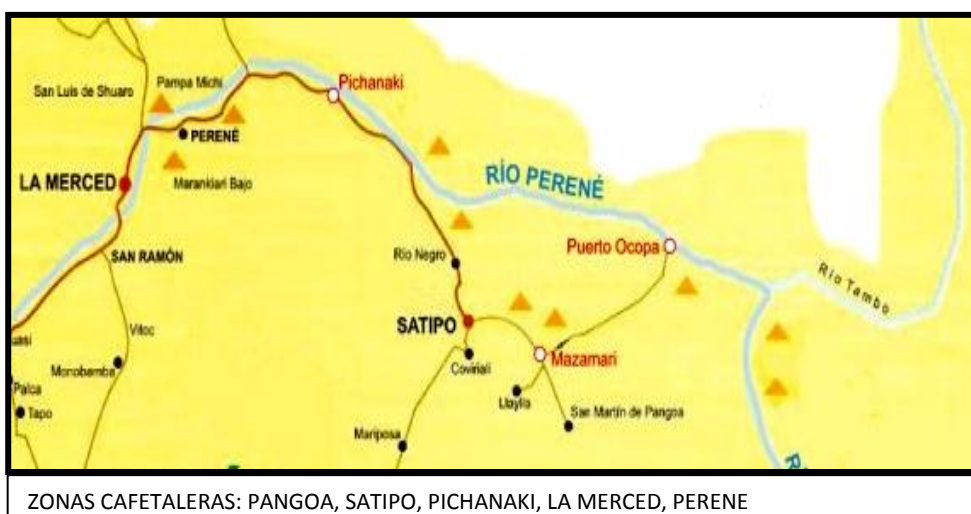 San Luis de Shuaro
Pampa Michi
Pichanaki
PERENÉ
LA MERCED
Marankiari Bajo
RÍO PERENÉ
SAN RAMÓN
Río Negro
Puerto Ocopa
Río Tambo
SATIPO
Vitoc
uasi
Monobamba
Coviriali
Mazamari
Palca
Tapo
Llaylla
San Martín de Pangoa
Mariposa
ZONAS CAFETALERAS: PANGOA, SATIPO, PICHANAKI, LA MERCED, PERENE